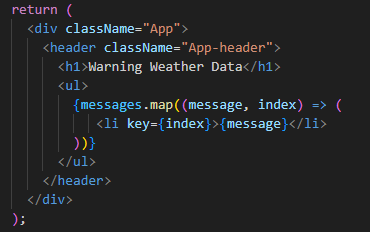 return (
  <div className="App">
    <header className="App-header">
      <h1>Warning Weather Data</h1>
      <ul>
        {messages.map((message, index) => (
          <li key={index}>{message}</li>
        ))}
      </ul>
    </header>
  </div>
);